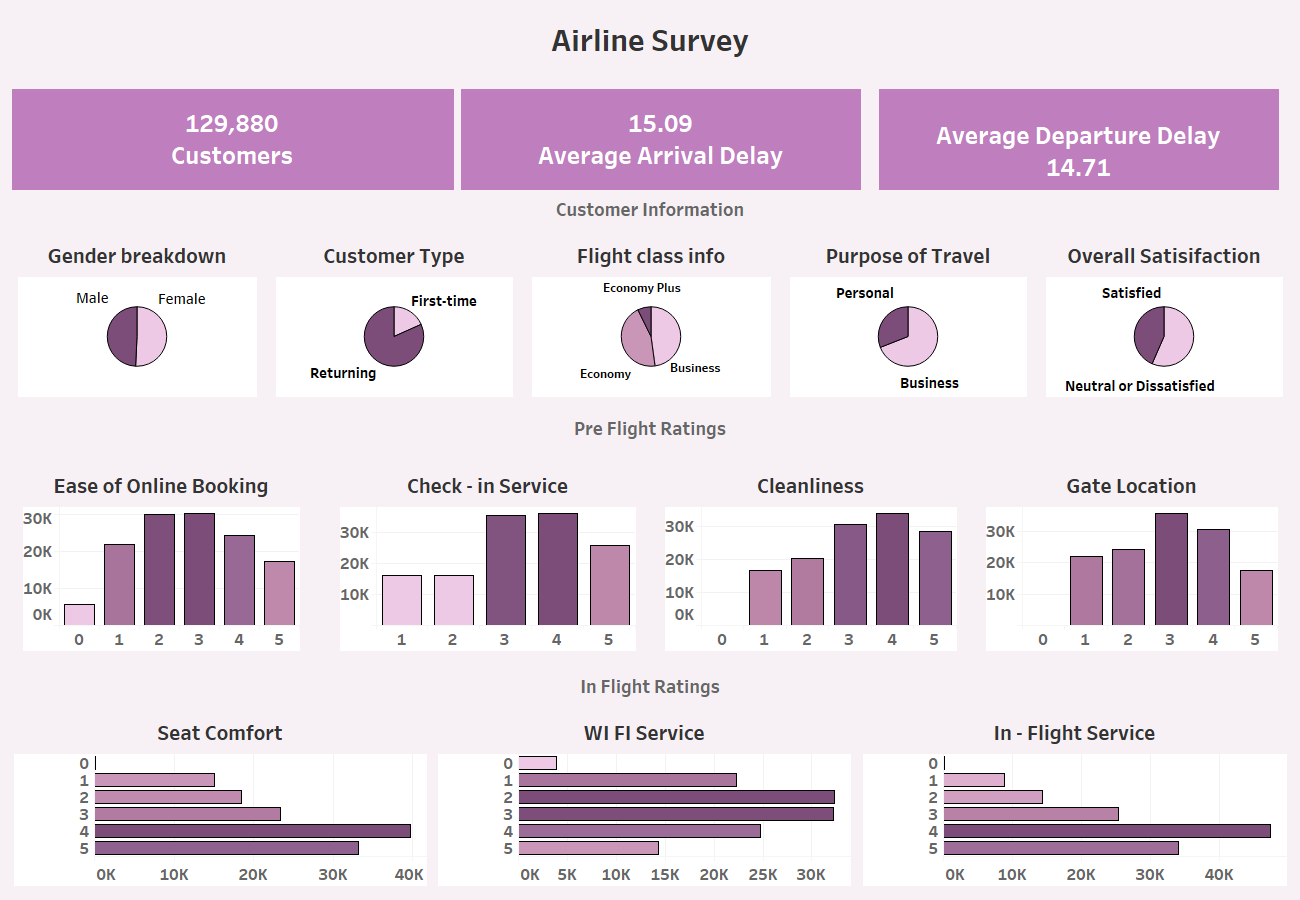 Airline Survey
129,880
Customers
15.09
Average Arrival Delay
Average Departure Delay
14.71
Customer Information
Gender breakdown
Male
Female
Customer Type
First-time
Returning
Flight class info
Economy Plus
Economy
Business
Purpose of Travel
Personal
Business
Overall Satisifaction
Satisfied
Neutral or Dissatisfied
Pre Flight Ratings
Ease of Online Booking
30K
20K
10K
0K
0 1 2 3 4 5
Check - in Service
30K
20K
10K
1 2 3 4 5
Cleanliness
30K
20K
10K
0K
0 1 2 3 4 5
Gate Location
30K
20K
10K
0 1 2 3 4 5
In Flight Ratings
Seat Comfort
0
1
2
3
4
5
0K 10K 20K 30K 40K
WI FI Service
0
1
2
3
4
5
0K 5K 10K 15K 20K 25K 30K
In - Flight Service
0
1
2
3
4
5
0K 10K 20K 30K 40K